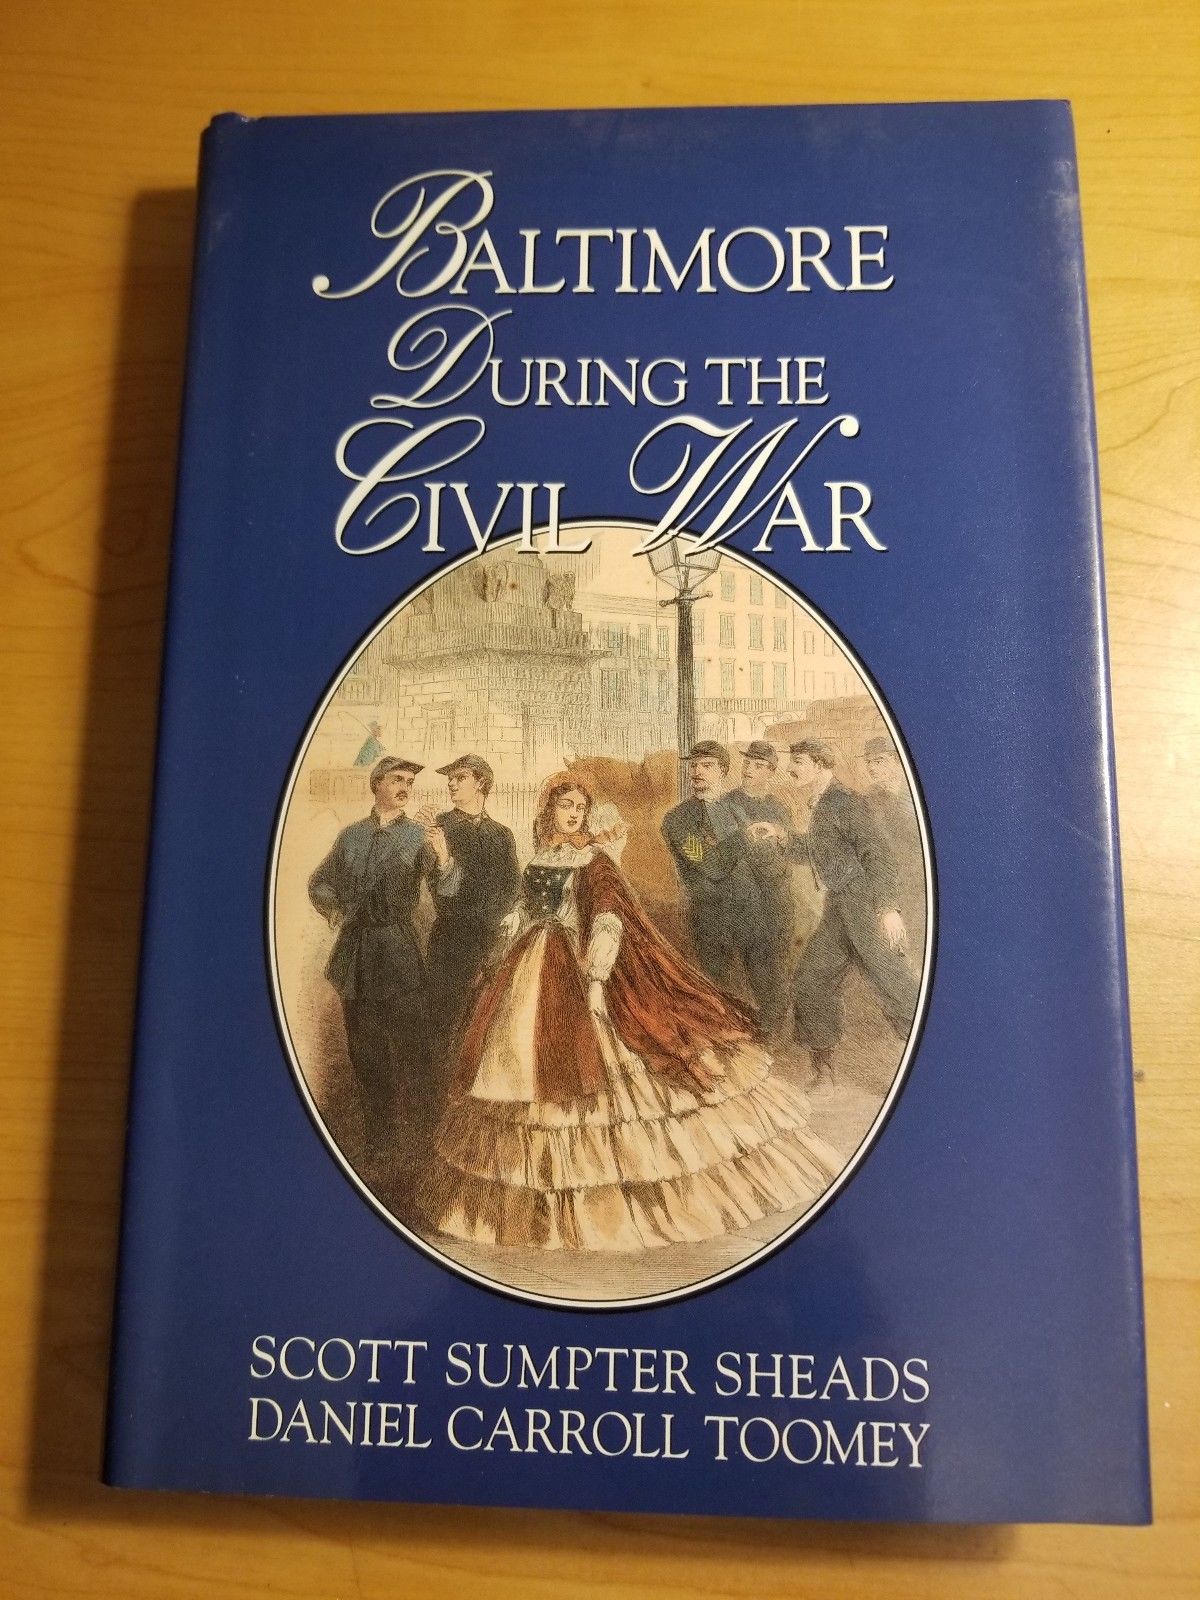 BALTIMORE
DURING THE
CIVIL WAR
SCOTT SUMPTER SHEADS
DANIEL CARROLL TOOMEY